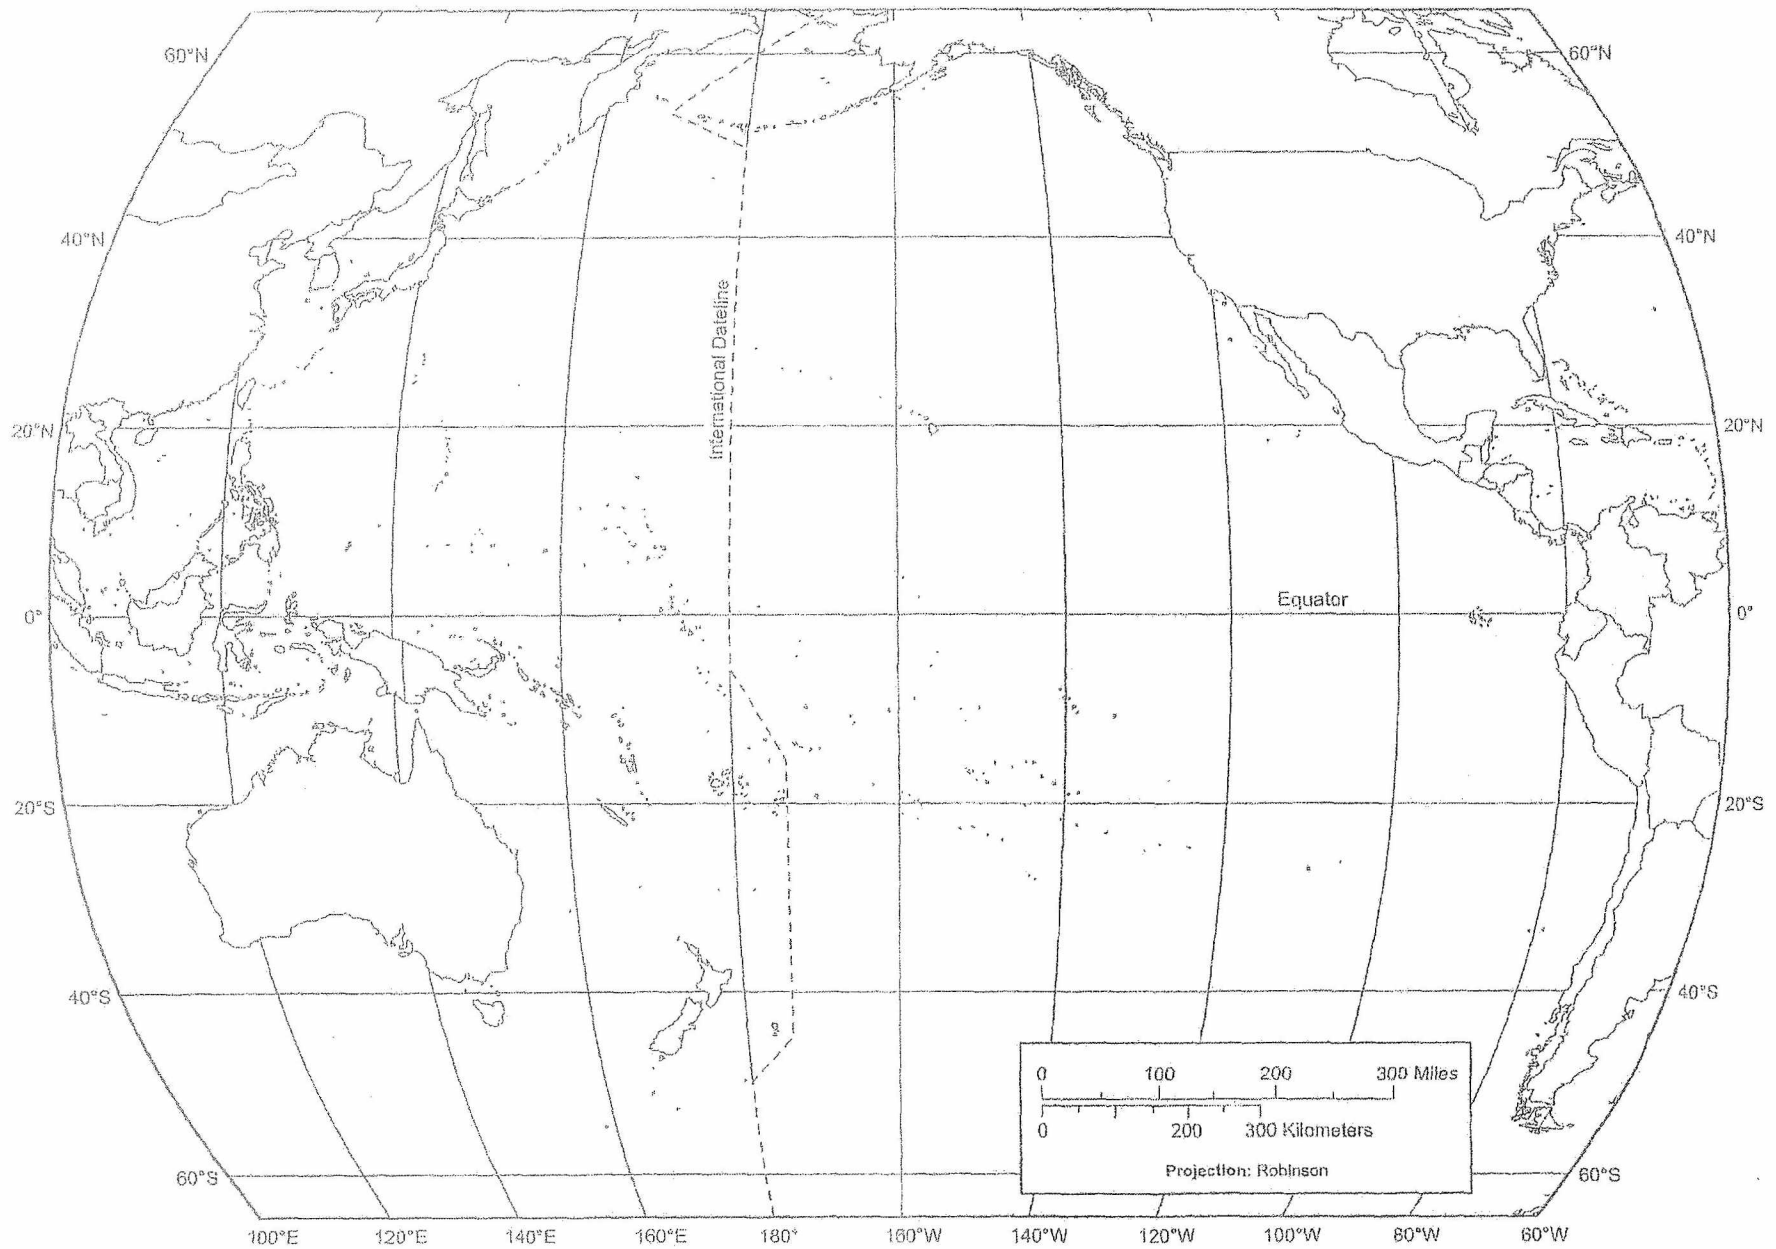 60°N
60°N
40°N
40°N
International Dateline
20°N
20°N
Equator
0°
0°
20°S
20°S
40°S
40°S
0 100 200 300 Miles
0 200 300 Kilometers
Projection: Robinson
60°S
60°S
100°E 120°E 140°E 160°E 180° 160°W 140°W 120°W 100°W 80°W 60°W